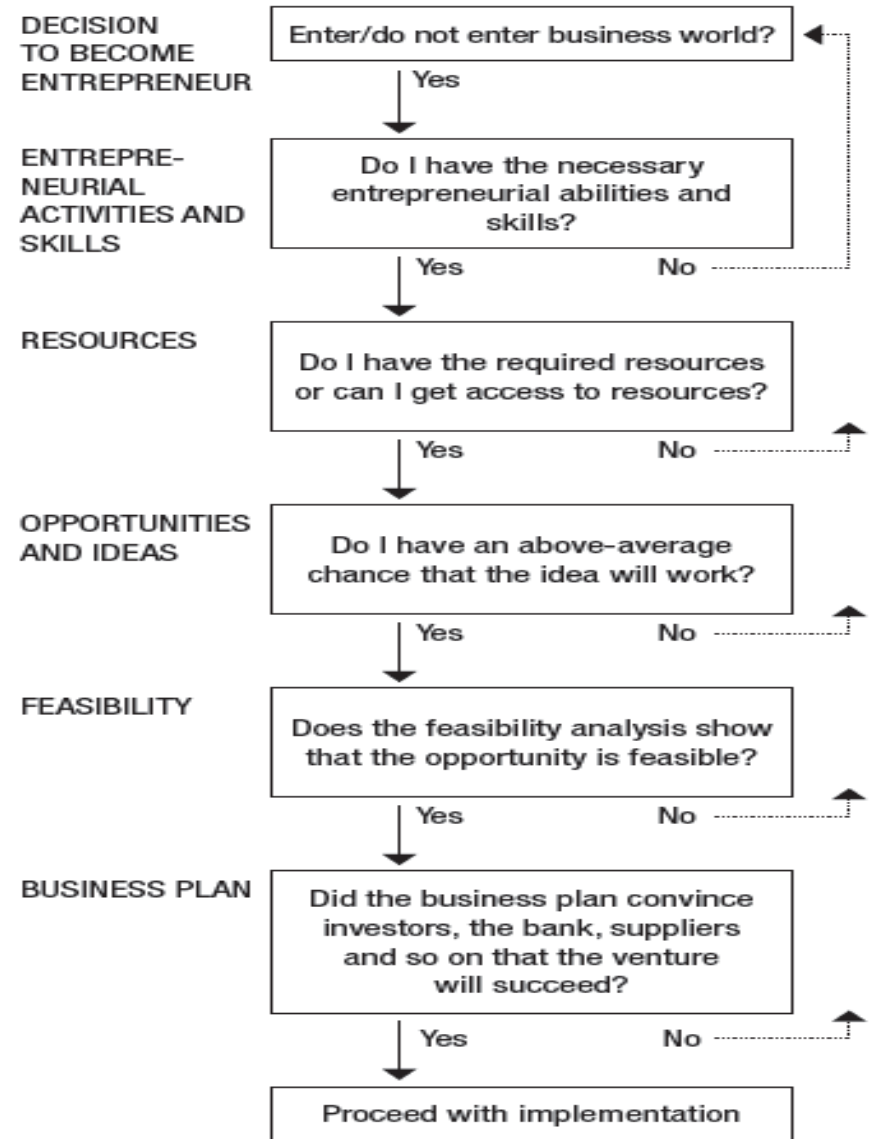 DECISION
TO BECOME
ENTREPRENEUR
Enter/do not enter business world?
Yes
ENTREPRE-
NEURIAL
ACTIVITIES AND
SKILLS
Do I have the necessary
entrepreneurial abilities and
skills?
Yes No
RESOURCES
Do I have the required resources
or can I get access to resources?
Yes No
OPPORTUNITIES
AND IDEAS
Do I have an above-average
chance that the idea will work?
Yes No
FEASIBILITY
Does the feasibility analysis show
that the opportunity is feasible?
Yes No
BUSINESS PLAN
Did the business plan convince
investors, the bank, suppliers
and so on that the venture
will succeed?
Yes No
Proceed with implementation